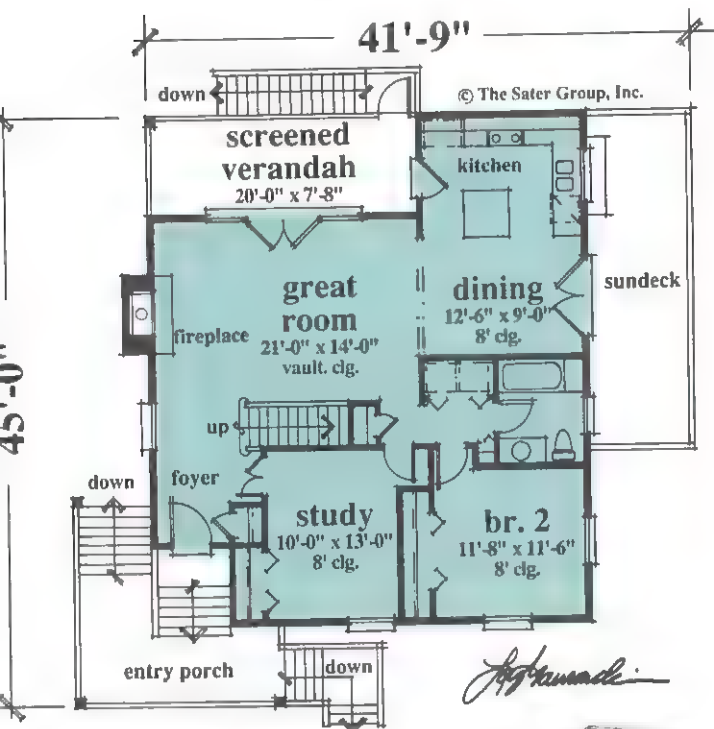 41'-9"
down
© The Sater Group, Inc.
screened
verandah
20'-0" x 7'-8"
kitchen
great
room
21'-0" x 14'-0"
vault. clg.
dining
12'-6" x 9'-0"
8' clg.
sundeck
fireplace
45'-0"
up
foyer
down
study
10'-0" x 13'-0"
8' clg.
br. 2
11'-8" x 11'-6"
8' clg.
entry porch
down